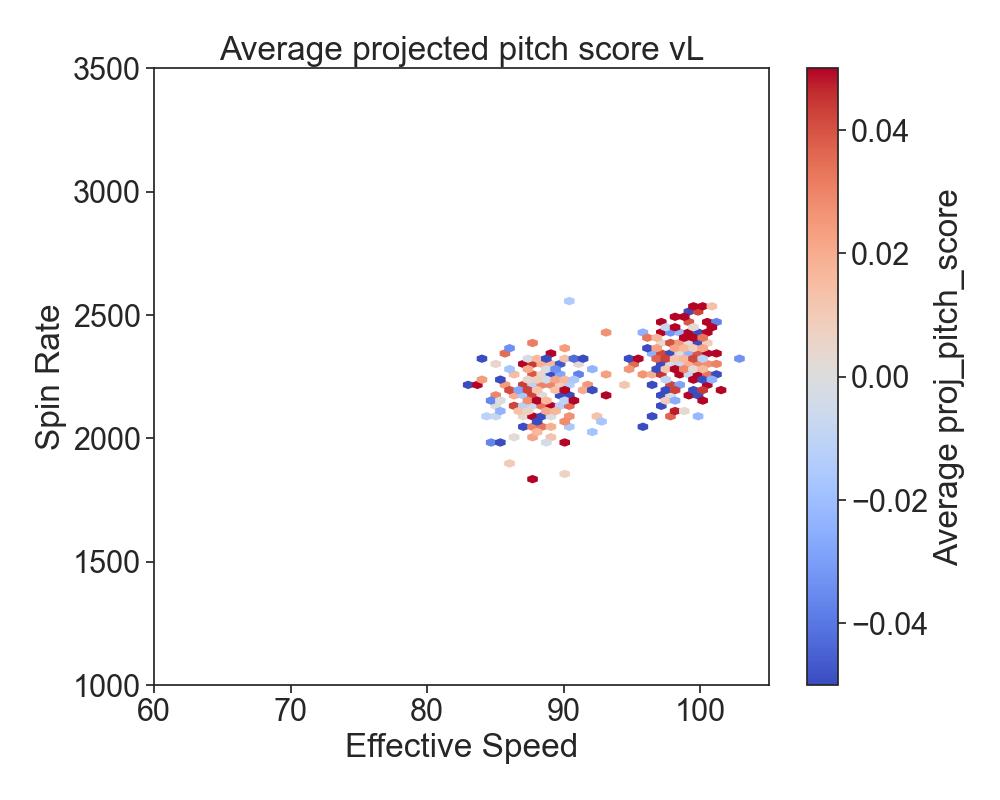 Average projected pitch score vL
3500
3000
2500
2000
1500
1000
Spin Rate
60 70 80 90 100
Effective Speed
0.04
0.02
0.00
−0.02
−0.04
Average proj_pitch_score